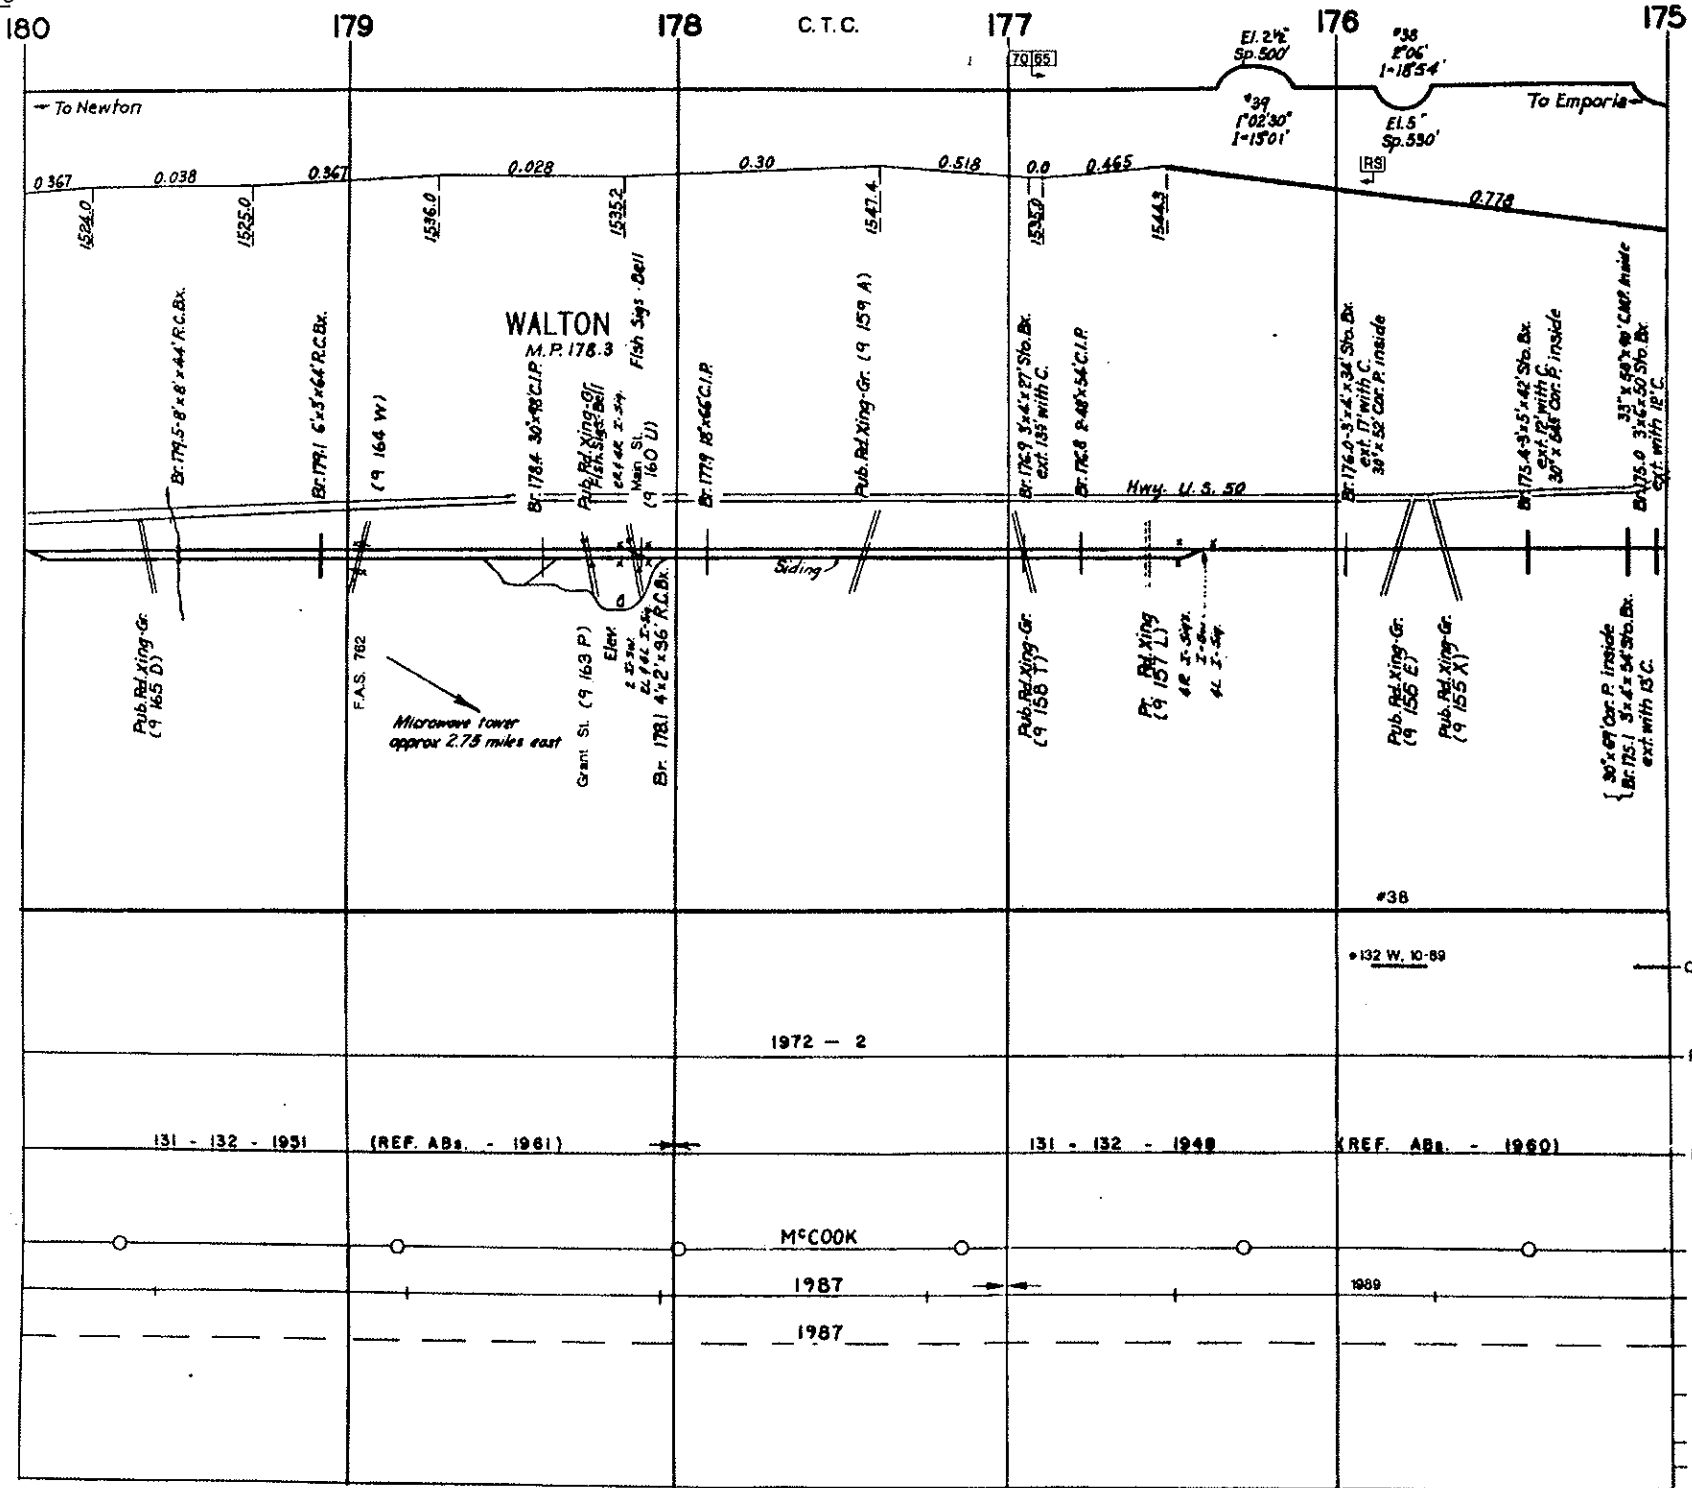 180
179
178
C. T. C.
177
176
175
70 65
El. 2½"
Sp. 500'
#39
1°02'30"
I=15°01'
#38
2°06'
I=18°54'
El. 5"
Sp. 530'
To Newton
To Emporia
RS
0.367
0.038
0.367
0.028
0.30
0.518
0.0
0.465
0.778
1524.0
1525.0
1536.0
1535.2
1547.4
1535.0
1544.3
WALTON
M.P. 178.3
Br. 179.5-8'x8'x44' R.C.Bx.
Br. 179.1 6'x3'x64' R.C.Bx.
(9 164 W)
Br. 178.4 30"x98' C.I.P.
Pub. Rd. Xing-Gr.
Flsh. Sigs. Bell
Main St.
(9 160 U)
Flsh Sigs - Bell
Br. 177.9 18"x66' C.I.P.
Pub. Rd. Xing-Gr. (9 159 A)
Br. 176.9 3'x4'x27' Sto. Bx.
ext. 135' with C.
Br. 176.8 2-48"x54' C.I.P.
Br. 176.0-3'x4'x34' Sto. Bx.
ext. 17' with C.
30"x52' Cor. P. inside
Br. 175.4-3'x5'x42' Sto. Bx.
ext. 12' with C.
30"x64' Cor. P. inside
Br. 175.0 3'x6'x50' Sto. Bx.
ext. with 12' C.
Hwy. U. S. 50
Siding
Pub. Rd. Xing-Gr.
(9 165 D)
F.A.S. 762
Microwave tower
approx 2.75 miles east
Grant St. (9 163 P)
Elev.
Br. 178.1 4'x2'x96' R.C.Bx.
Pub. Rd. Xing-Gr.
(9 158 T)
Pr. Rd. Xing
(9 157 L)
4R I-Sigs.
1-Sw.
4L I-Sig.
Pub. Rd. Xing-Gr.
(9 156 E)
Pub. Rd. Xing-Gr.
(9 155 X)
30"x69' Cor. P. inside
Br. 175.1 3'x4'x54' Sto. Bx.
ext. with 13' C.
#38
132 W, 10-89
1972 - 2
131 - 132 - 1951
(REF. ABs. - 1961)
131 - 132 - 1948
(REF. ABs. - 1960)
McCOOK
1987
1989
1987